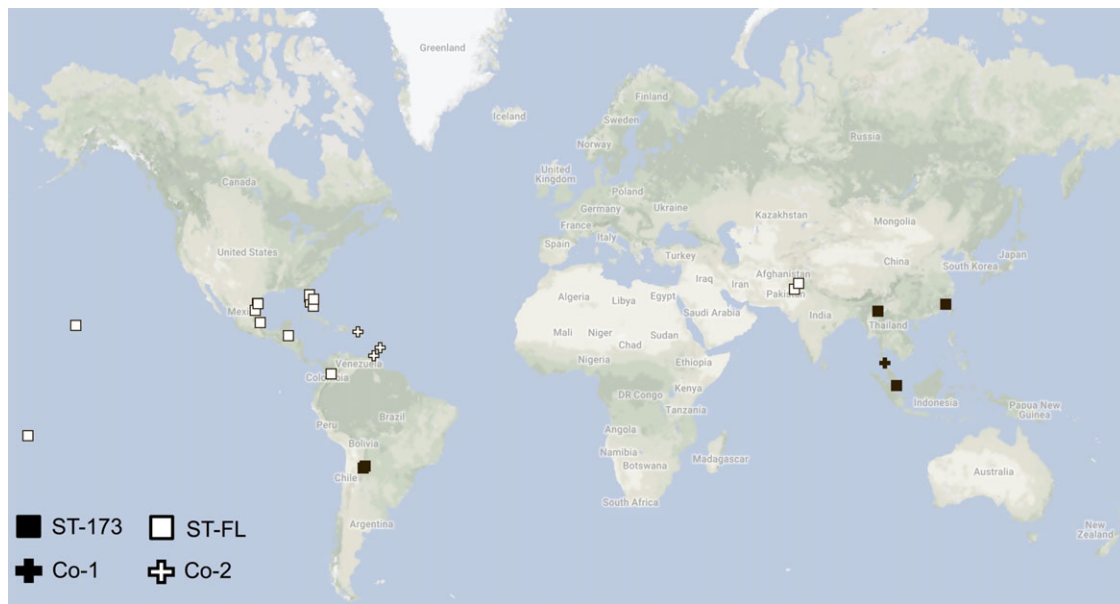 Greenland
Iceland
Finland
Sweden
Norway
Russia
United
Kingdom
Canada
Poland
Germany
Ukraine
Kazakhstan
Mongolia
France
Italy
United States
Spain
Turkey
China
South Korea
Japan
Iraq
Iran
Afghanistan
Algeria
Libya
Egypt
Pakistan
Saudi Arabia
India
Mali
Niger
Sudan
Thailand
Chad
Nigeria
Ethiopia
Venezuela
Colombia
DR Congo
Kenya
Indonesia
Papua New
Guinea
Tanzania
Peru
Brazil
Angola
Bolivia
Namibia
Madagascar
Botswana
Chile
Australia
South Africa
Argentina
New
Zealand
ST-173
ST-FL
Co-1
Co-2